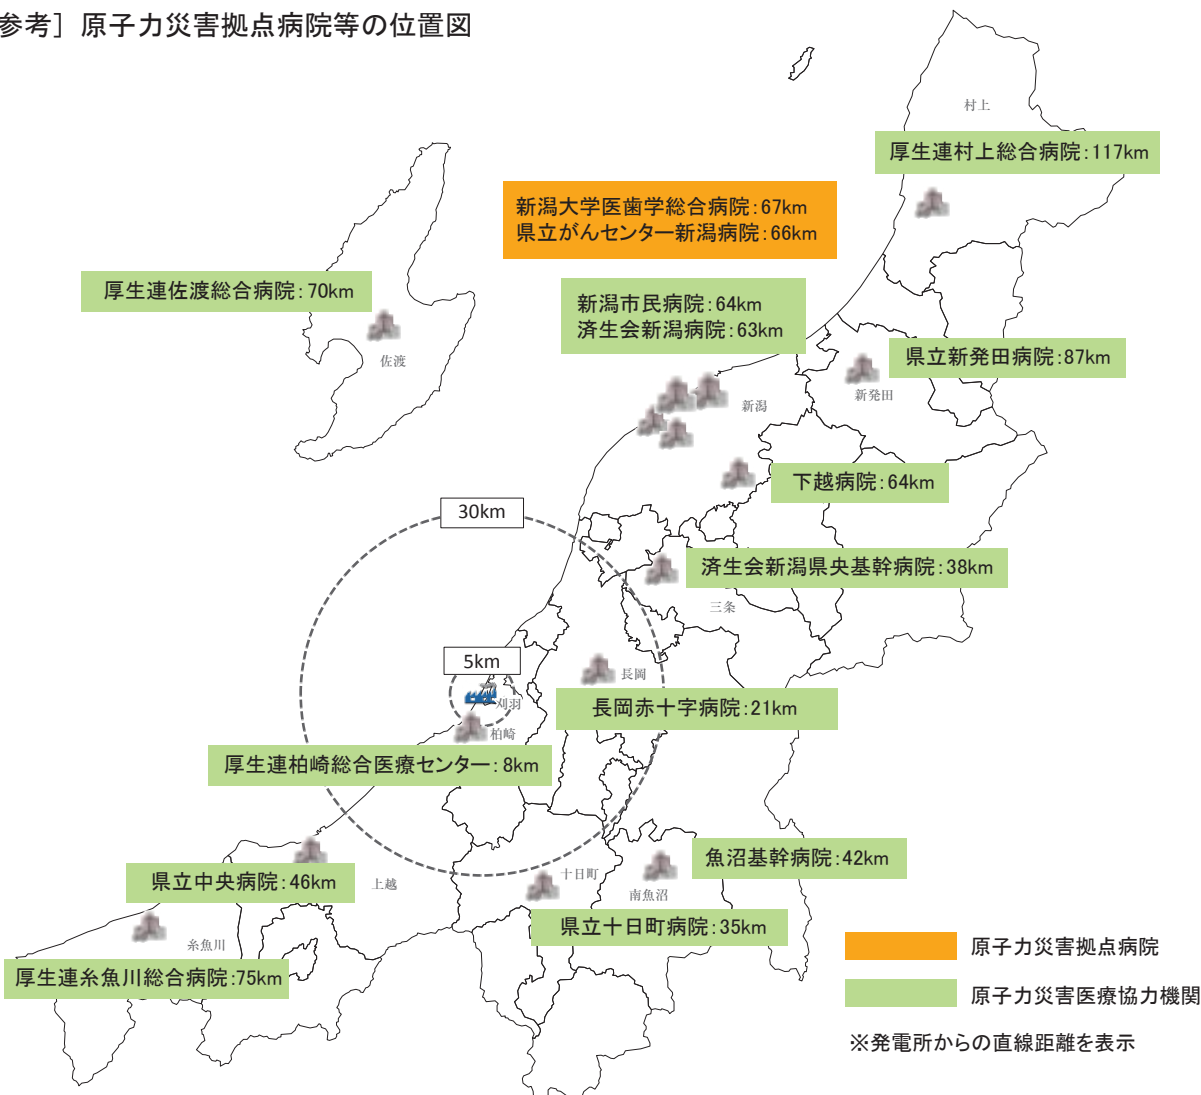 参考］原子力災害拠点病院等の位置図
村上
厚生連村上総合病院:117km
新潟大学医歯学総合病院:67km
県立がんセンター新潟病院:66km
厚生連佐渡総合病院:70km
佐渡
新潟市民病院:64km
済生会新潟病院:63km
県立新発田病院:87km
新発田
新潟
下越病院:64km
30km
済生会新潟県央基幹病院:38km
三条
5km
長岡
刈羽
長岡赤十字病院:21km
柏崎
厚生連柏崎総合医療センター:8km
魚沼基幹病院:42km
県立中央病院:46km
上越
十日町
南魚沼
県立十日町病院:35km
糸魚川
厚生連糸魚川総合病院:75km
原子力災害拠点病院
原子力災害医療協力機関
※発電所からの直線距離を表示